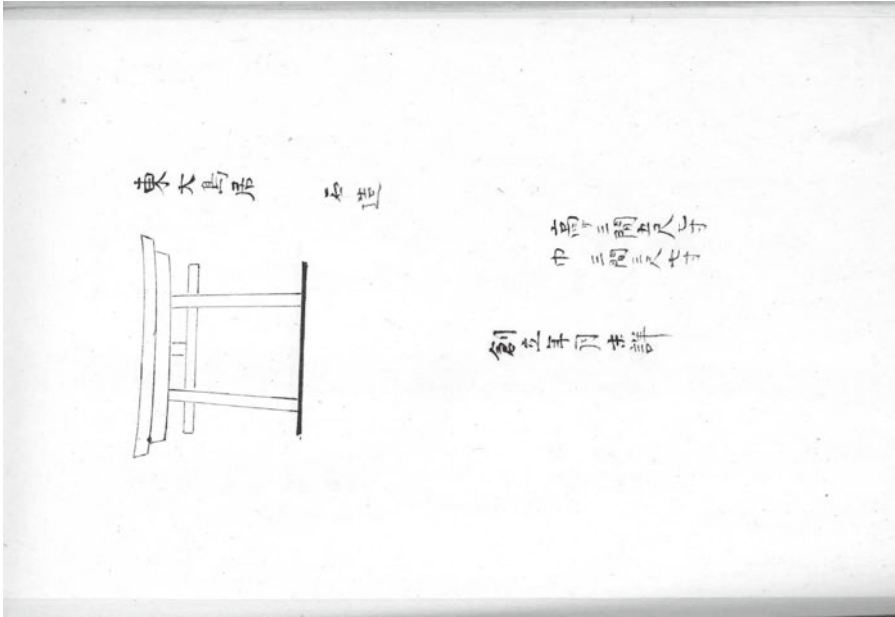 東大鳥居
石造
高サ三間五尺七寸
巾 三間三尺七寸
創立年月未詳